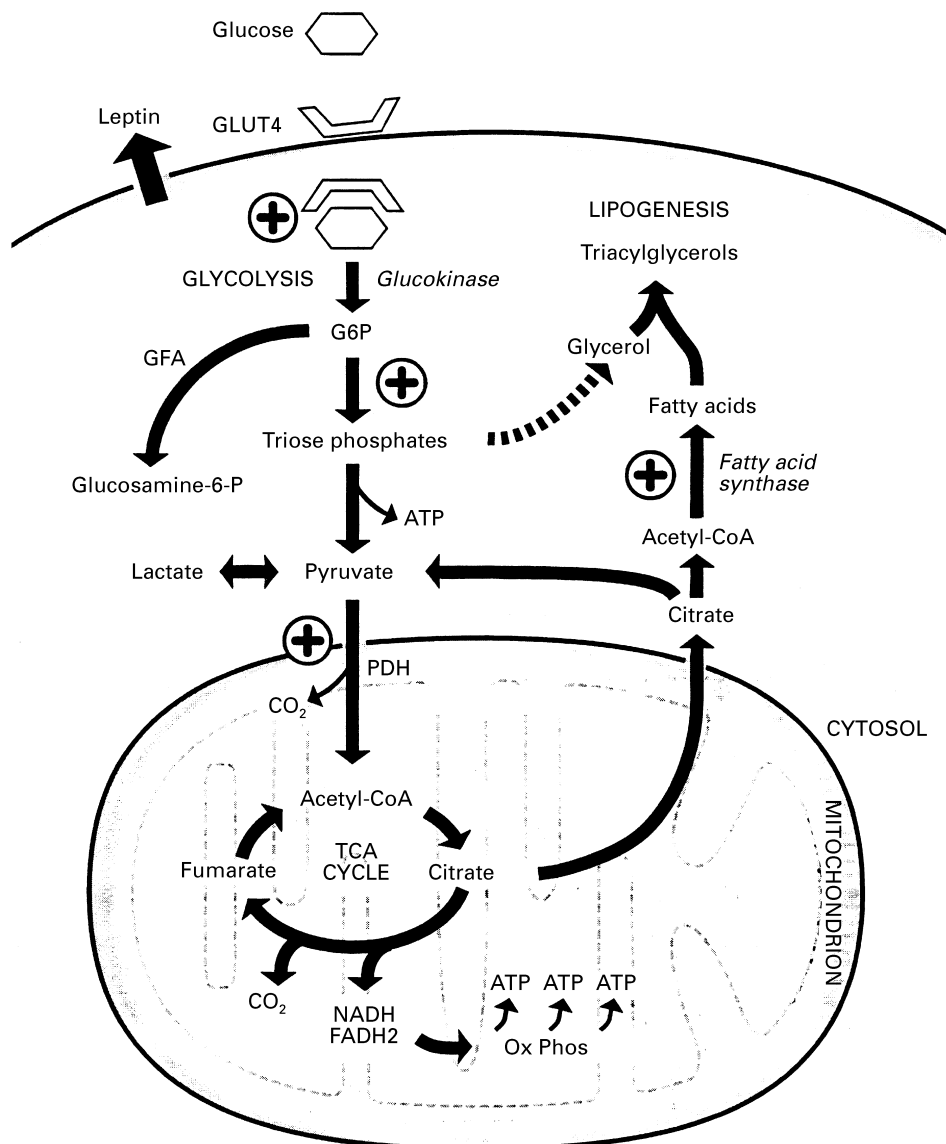 Glucose
Leptin
GLUT4
LIPOGENESIS
Triacylglycerols
GLYCOLYSIS
Glucokinase
G6P
GFA
Glycerol
Fatty acids
Triose phosphates
Fatty acid
synthase
Glucosamine-6-P
ATP
Acetyl-CoA
Lactate
Pyruvate
Citrate
PDH
CO2
CYTOSOL
MITOCHONDRION
Acetyl-CoA
TCA
CYCLE
Fumarate
Citrate
CO2
NADH
FADH2
ATP ATP ATP
Ox Phos